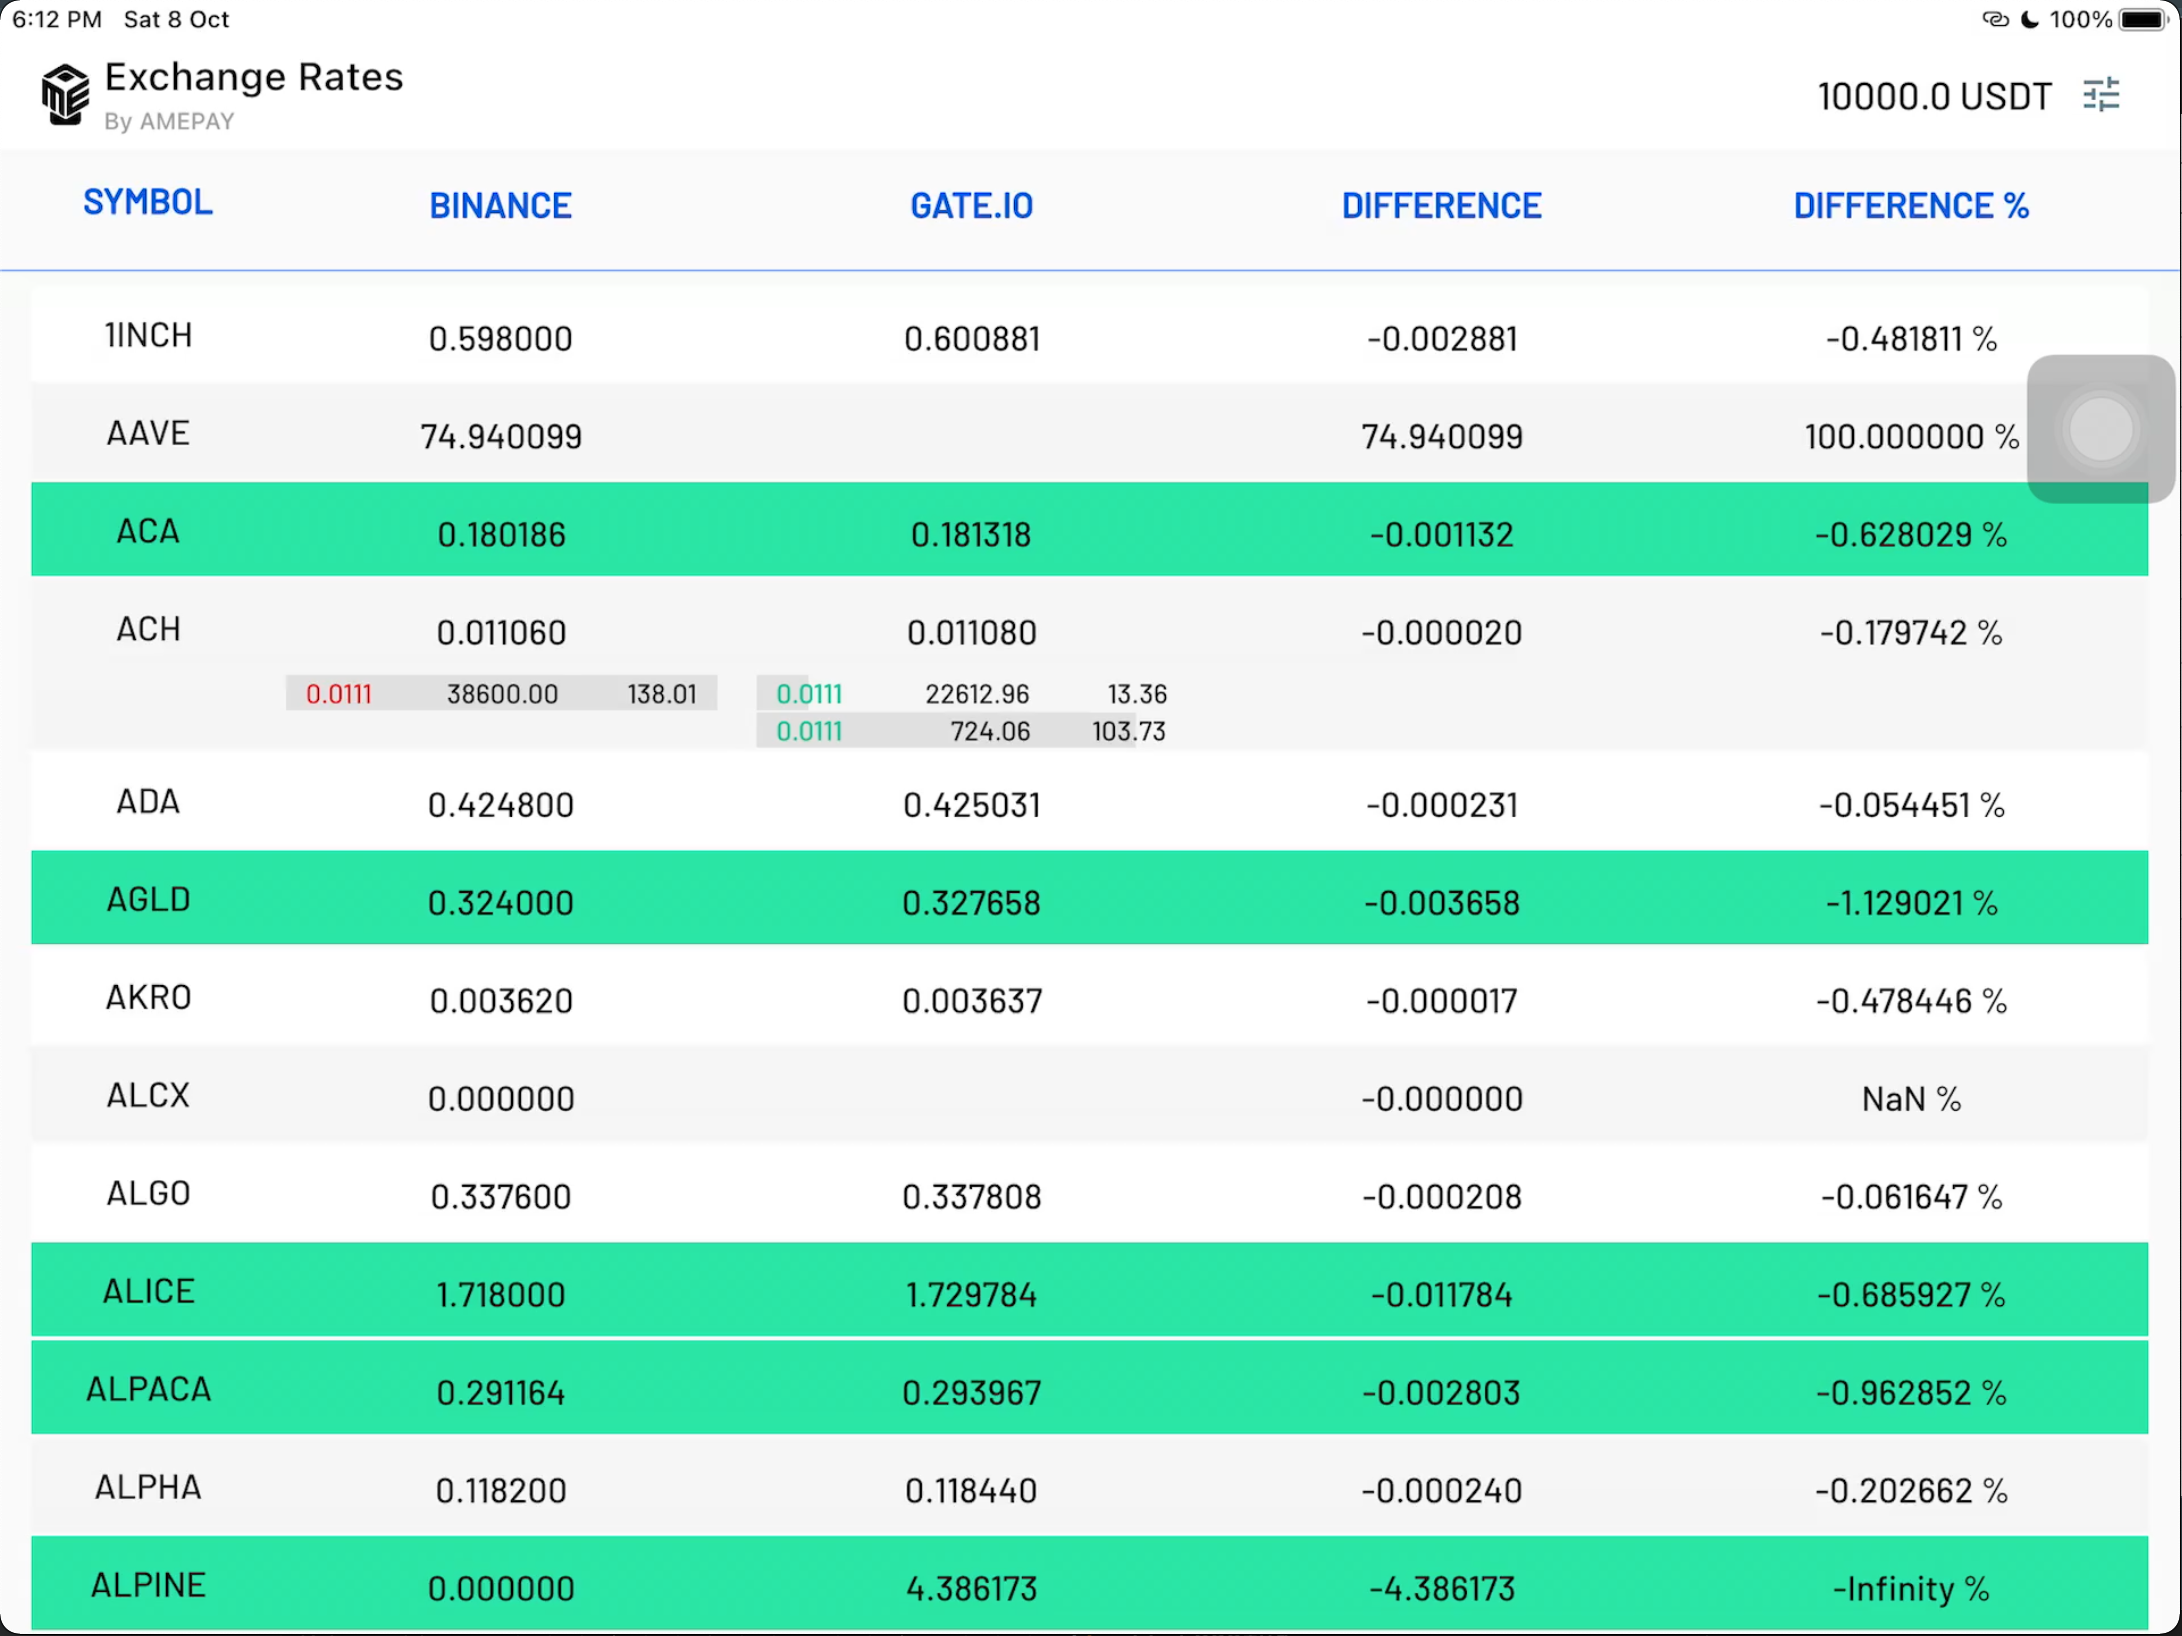 6:12 PM Sat 8 Oct 100%
Exchange Rates
By AMEPAY
10000.0 USDT
SYMBOL BINANCE GATE.IO DIFFERENCE DIFFERENCE %
1INCH 0.598000 0.600881 -0.002881 -0.481811 %
AAVE 74.940099 74.940099 100.000000 %
ACA 0.180186 0.181318 -0.001132 -0.628029 %
ACH 0.011060 0.011080 -0.000020 -0.179742 %
0.0111 38600.00 138.01 0.0111 22612.96 13.36
0.0111 724.06 103.73
ADA 0.424800 0.425031 -0.000231 -0.054451 %
AGLD 0.324000 0.327658 -0.003658 -1.129021 %
AKRO 0.003620 0.003637 -0.000017 -0.478446 %
ALCX 0.000000 -0.000000 NaN %
ALGO 0.337600 0.337808 -0.000208 -0.061647 %
ALICE 1.718000 1.729784 -0.011784 -0.685927 %
ALPACA 0.291164 0.293967 -0.002803 -0.962852 %
ALPHA 0.118200 0.118440 -0.000240 -0.202662 %
ALPINE 0.000000 4.386173 -4.386173 -Infinity %